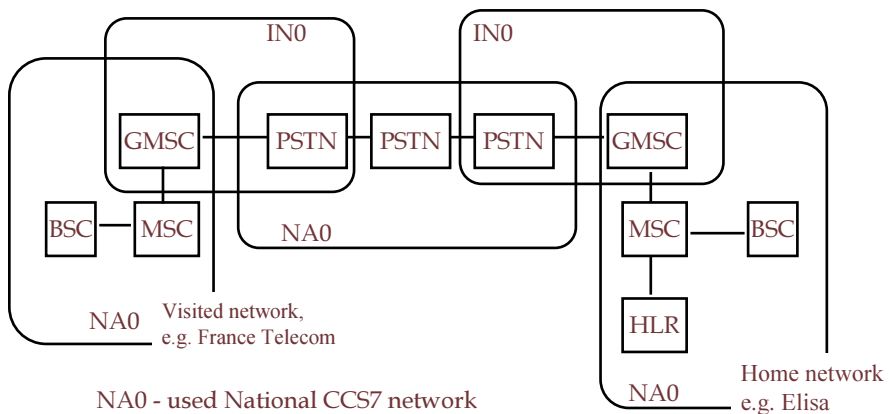 IN0
IN0
GMSC
PSTN
PSTN
PSTN
GMSC
BSC
MSC
NA0
MSC
BSC
NA0
Visited network,
e.g. France Telecom
HLR
NA0 - used National CCS7 network
NA0
Home network
e.g. Elisa